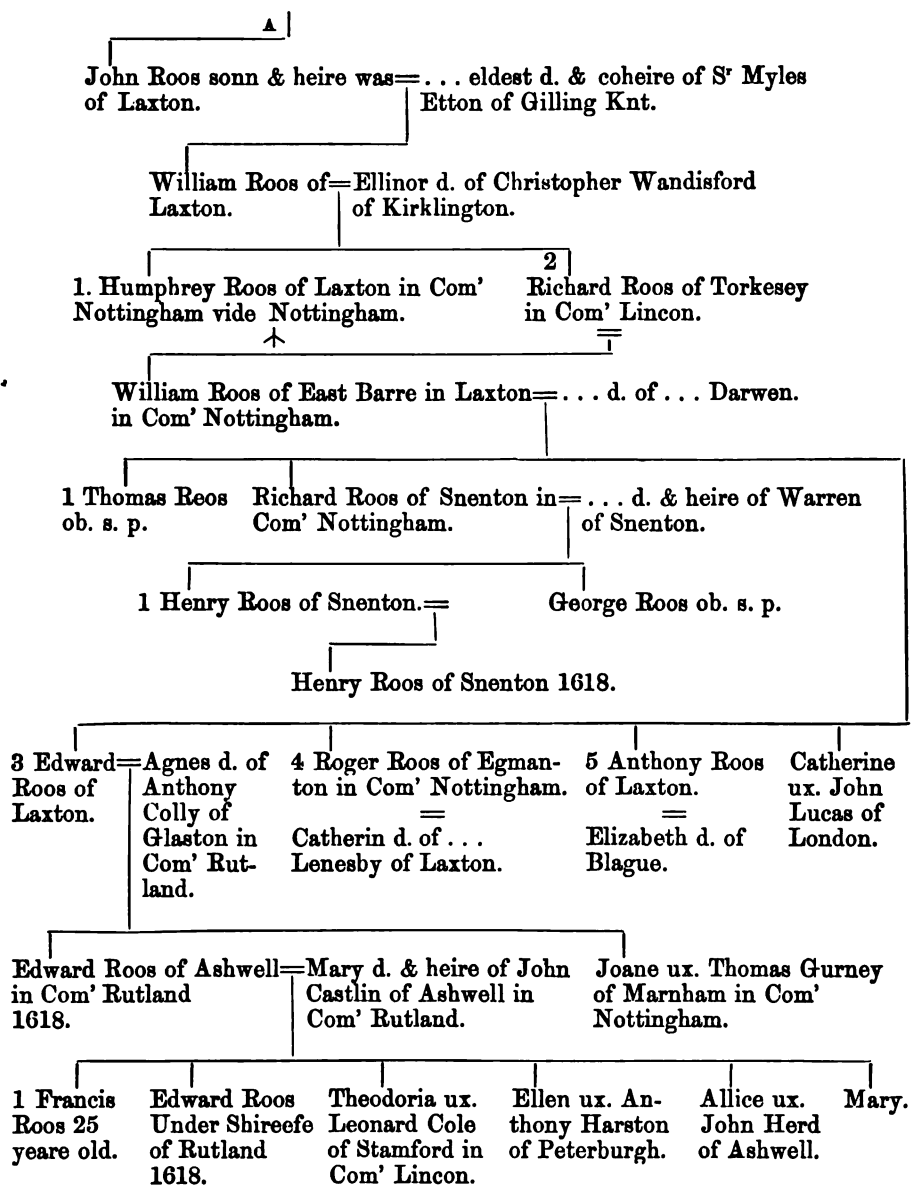 A
John Roos sonn & heire was=... eldest d. & coheire of Sʳ Myles
of Laxton. Etton of Gilling Knt.
William Roos of=Ellinor d. of Christopher Wandisford
Laxton. of Kirklington.
1. Humphrey Roos of Laxton in Com'
Nottingham vide Nottingham.
2
Richard Roos of Torkesey
in Com' Lincon.
=
William Roos of East Barre in Laxton=... d. of ... Darwen.
in Com' Nottingham.
1 Thomas Reos
ob. s. p.
Richard Roos of Snenton in=... d. & heire of Warren
Com' Nottingham. of Snenton.
1 Henry Roos of Snenton.=
George Roos ob. s. p.
Henry Roos of Snenton 1618.
3 Edward=Agnes d. of
Roos of Anthony
Laxton. Colly of
Glaston in
Com' Rut-
land.
4 Roger Roos of Egman-
ton in Com' Nottingham.
=
Catherin d. of ...
Lenesby of Laxton.
5 Anthony Roos
of Laxton.
=
Elizabeth d. of
Blague.
Catherine
ux. John
Lucas of
London.
Edward Roos of Ashwell=Mary d. & heire of John
in Com' Rutland Castlin of Ashwell in
1618. Com' Rutland.
Joane ux. Thomas Gurney
of Marnham in Com'
Nottingham.
1 Francis
Roos 25
yeare old.
Edward Roos
Under Shireefe
of Rutland
1618.
Theodoria ux.
Leonard Cole
of Stamford in
Com' Lincon.
Ellen ux. An-
thony Harston
of Peterburgh.
Allice ux.
John Herd
of Ashwell.
Mary.